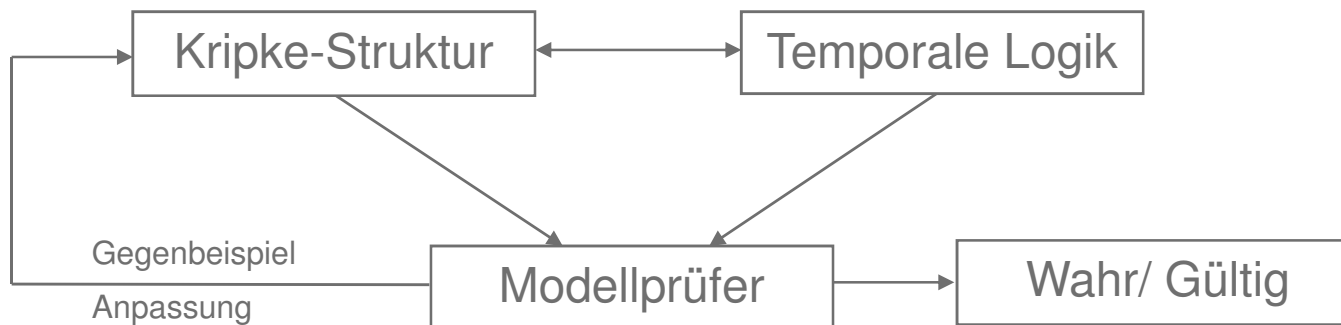 Kripke-Struktur
Temporale Logik
Gegenbeispiel
Anpassung
Modellprüfer
Wahr/ Gültig